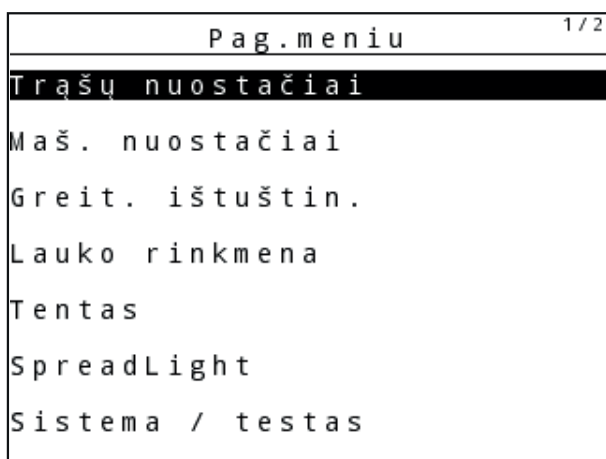 Pag.meniu 1/2
Trąšų nuostačiai
Maš. nuostačiai
Greit. ištuštin.
Lauko rinkmena
Tentas
SpreadLight
Sistema / testas